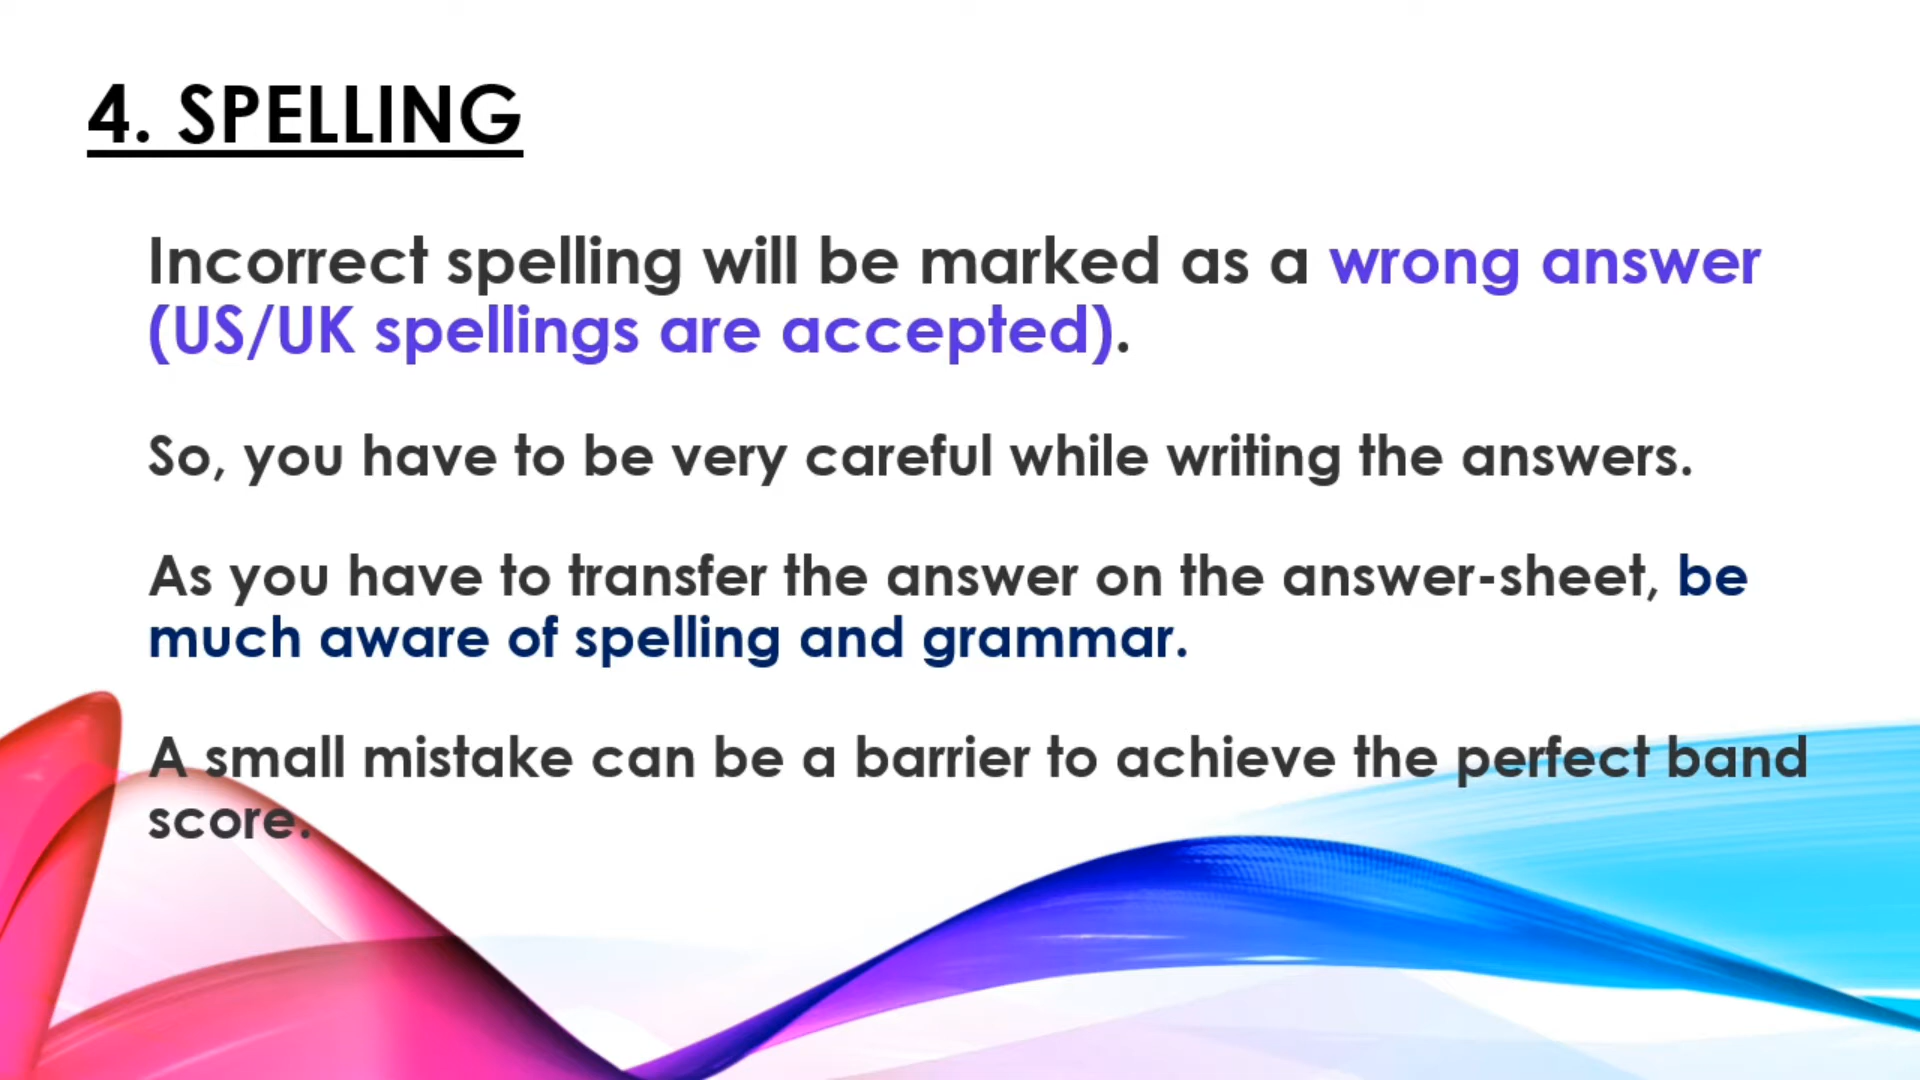 4. SPELLING
Incorrect spelling will be marked as a wrong answer
(US/UK spellings are accepted).
So, you have to be very careful while writing the answers.
As you have to transfer the answer on the answer-sheet, be
much aware of spelling and grammar.
A small mistake can be a barrier to achieve the perfect band
score.